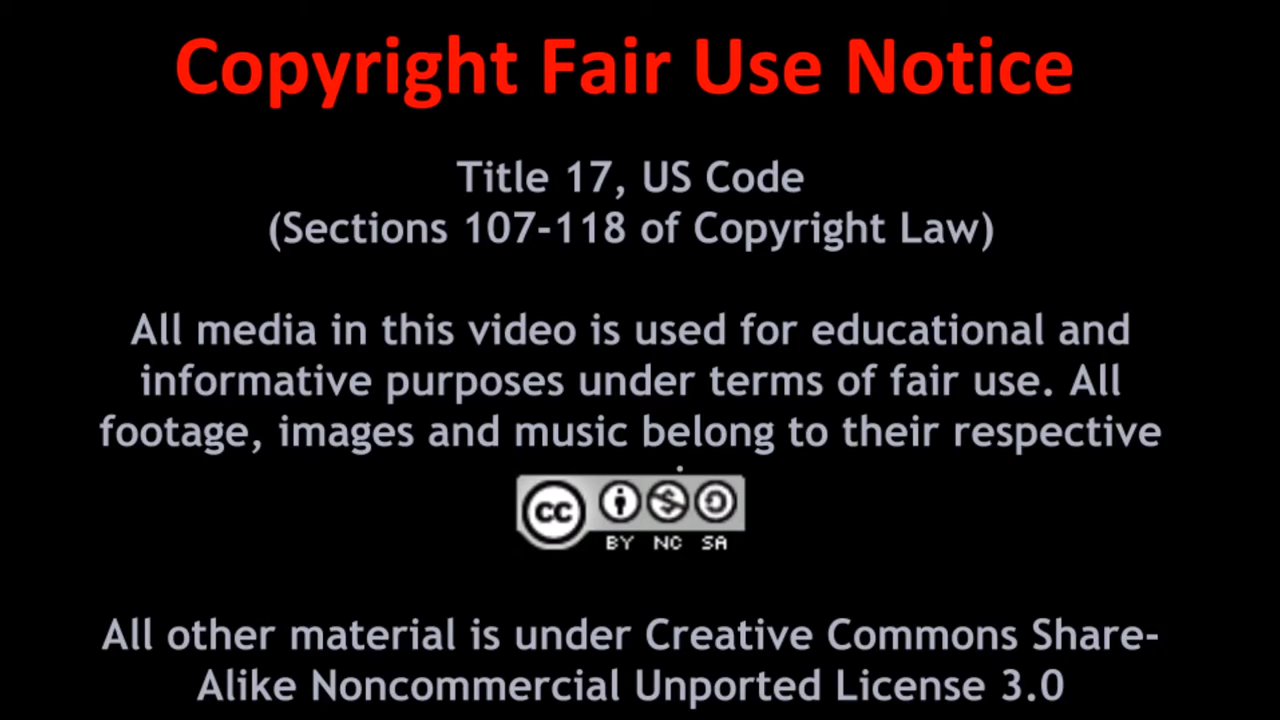 Copyright Fair Use Notice
Title 17, US Code
(Sections 107-118 of Copyright Law)
All media in this video is used for educational and
informative purposes under terms of fair use. All
footage, images and music belong to their respective
cc
BY NC SA
All other material is under Creative Commons Share-
Alike Noncommercial Unported License 3.0